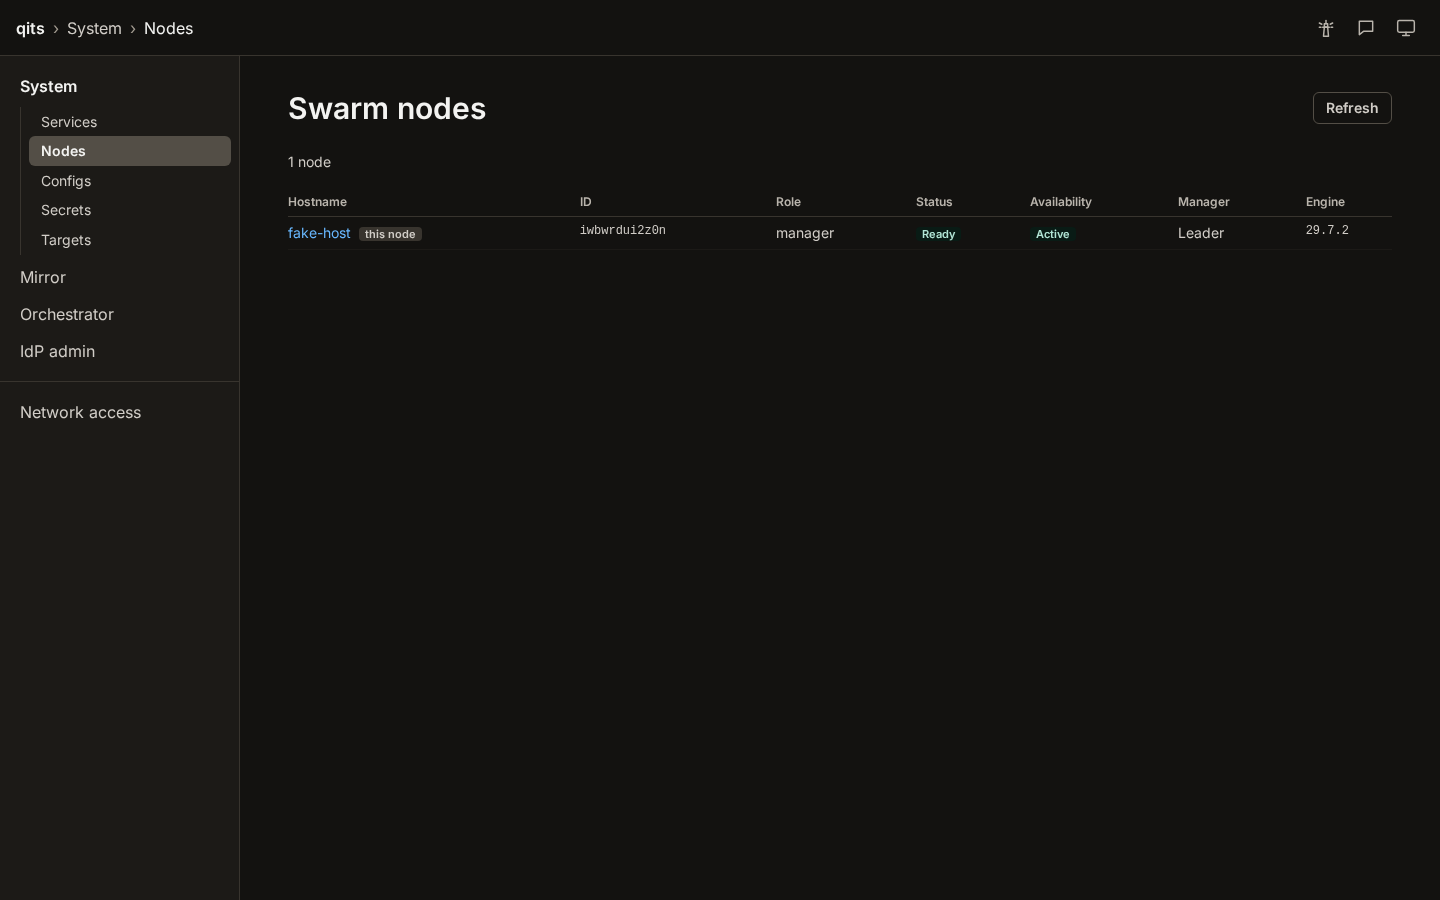 qits › System › Nodes
System
Services
Nodes
Configs
Secrets
Targets
Mirror
Orchestrator
IdP admin
Network access
Swarm nodes
Refresh
1 node
Hostname ID Role Status Availability Manager Engine
fake-host this node iwbwrdui2z0n manager Ready Active Leader 29.7.2